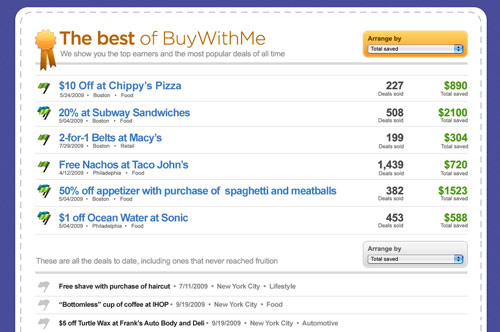 The best of BuyWithMe
We show you the top earners and the most popular deals of all time
Arrange by
Total saved
$10 Off at Chippy's Pizza
5/24/2009 • Boston • Food
227
Deals sold
$890
Total saved
20% at Subway Sandwiches
5/04/2009 • Boston • Food
508
Deals sold
$2100
Total saved
2-for-1 Belts at Macy's
7/29/2009 • Boston • Retail
199
Deals sold
$304
Total saved
Free Nachos at Taco John's
4/12/2009 • Philadelphia • Food
1,439
Deals sold
$720
Total saved
50% off appetizer with purchase of spaghetti and meatballs
5/04/2009 • Boston • Food
382
Deals sold
$1523
Total saved
$1 off Ocean Water at Sonic
5/04/2009 • Philadelphia • Food
453
Deals sold
$588
Total saved
Arrange by
Total saved
These are all the deals to date, including ones that never reached fruition
Free shave with purchase of haircut • 7/11/2009 • New York City • Lifestyle
"Bottomless" cup of coffee at IHOP • 9/19/2009 • New York City • Food
$5 off Turtle Wax at Frank's Auto Body and Deli • 9/19/2009 • New York City • Automotive